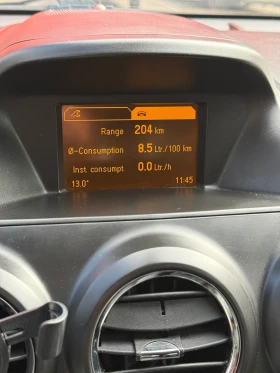 Range 204 km
Ø-Consumption 8.5 Ltr./100 km
Inst consumpt 0.0 Ltr./h
13.0° 11:45